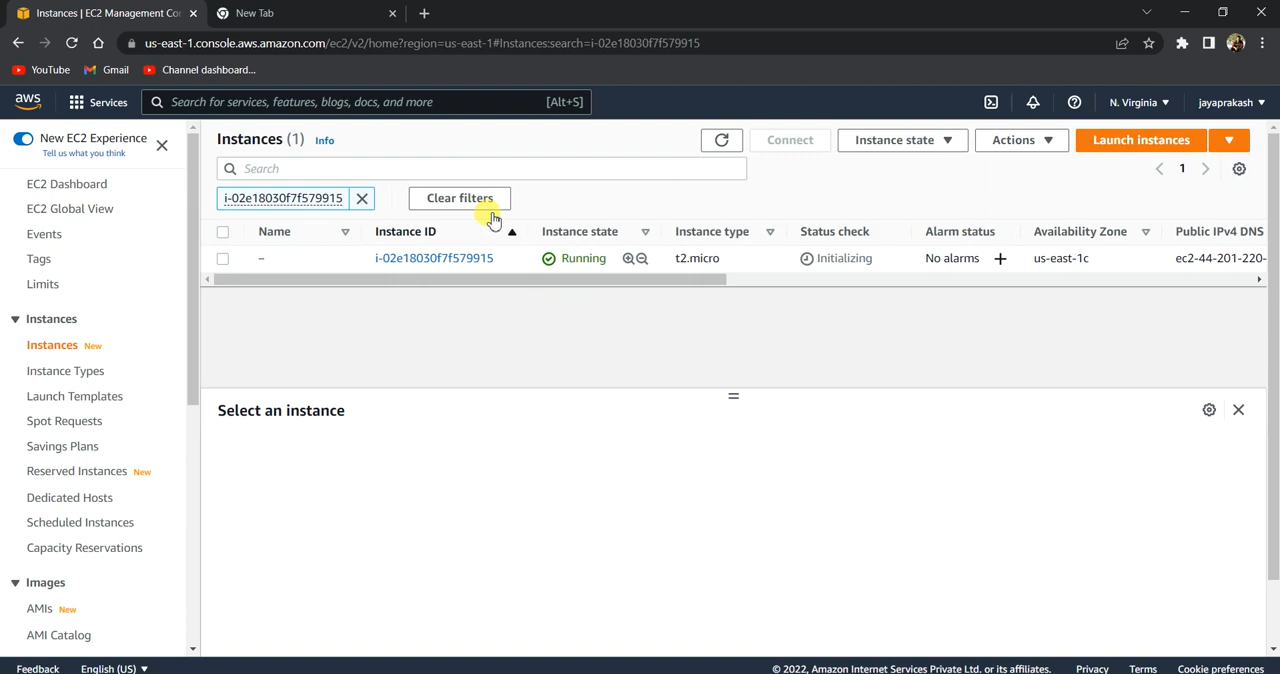 Instances | EC2 Management Co
New Tab
us-east-1.console.aws.amazon.com/ec2/v2/home?region=us-east-1#Instances:search=i-02e18030f7f579915
YouTube
Gmail
Channel dashboard...
aws
Services
Search for services, features, blogs, docs, and more
[Alt+S]
N. Virginia
jayaprakash
New EC2 Experience
Tell us what you think
EC2 Dashboard
EC2 Global View
Events
Tags
Limits
Instances
Instances New
Instance Types
Launch Templates
Spot Requests
Savings Plans
Reserved Instances New
Dedicated Hosts
Scheduled Instances
Capacity Reservations
Images
AMIs New
AMI Catalog
Instances (1) Info
Connect
Instance state
Actions
Launch instances
Search
1
i-02e18030f7f579915
Clear filters
Name
Instance ID
Instance state
Instance type
Status check
Alarm status
Availability Zone
Public IPv4 DNS
–
i-02e18030f7f579915
Running
t2.micro
Initializing
No alarms +
us-east-1c
ec2-44-201-220-
Select an instance
Feedback
English (US)
© 2022, Amazon Internet Services Private Ltd. or its affiliates.
Privacy
Terms
Cookie preferences